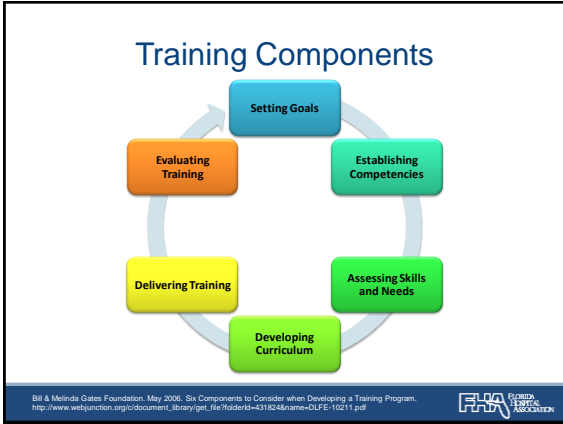 Training Components
Setting Goals
Establishing
Competencies
Assessing Skills
and Needs
Developing
Curriculum
Delivering Training
Evaluating
Training
Bill & Melinda Gates Foundation. May 2006. Six Components to Consider when Developing a Training Program.
http://www.webjunction.org/c/document_library/get_file?folderId=431824&name=DLFE-10211.pdf
FHA
FLORIDA
HOSPITAL
ASSOCIATION